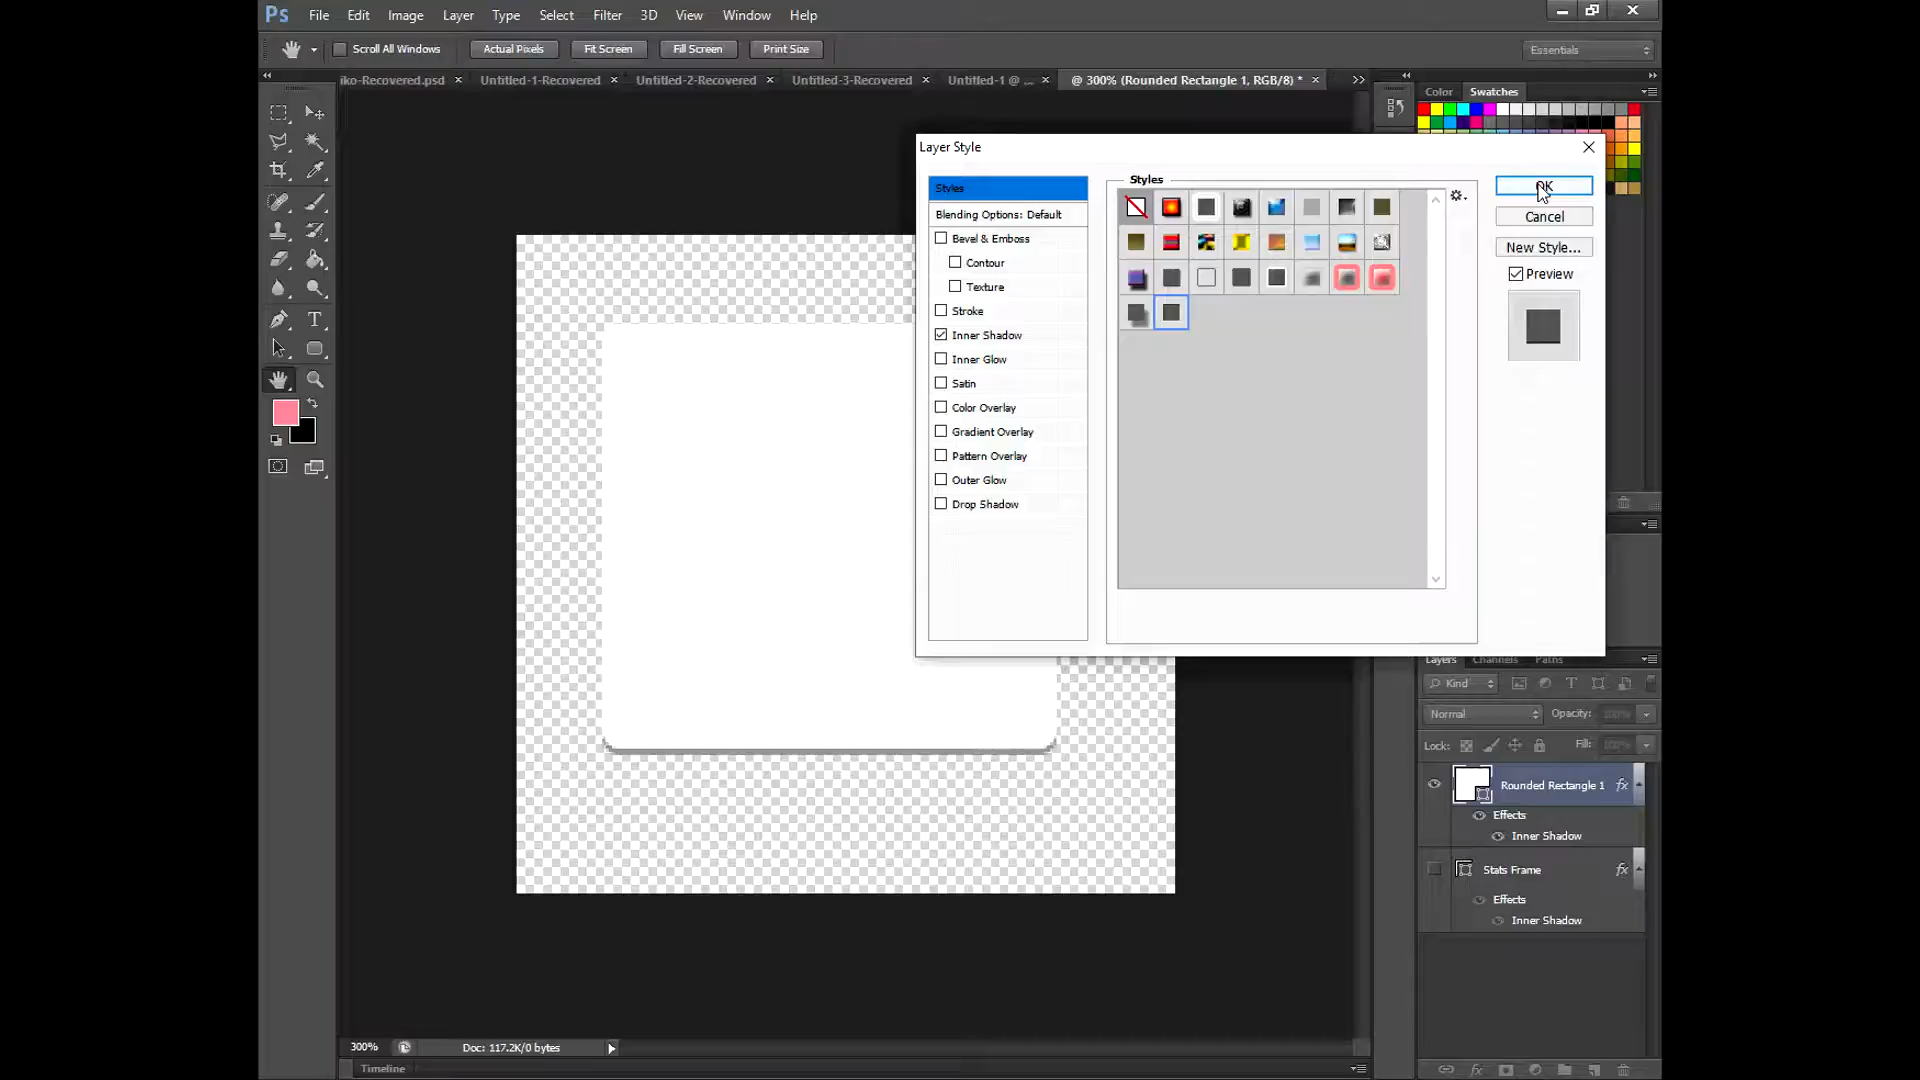 Ps File Edit Image Layer Type Select Filter 3D View Window Help
Scroll All Windows Actual Pixels Fit Screen Fill Screen Print Size Essentials
iko-Recovered.psd × Untitled-1-Recovered × Untitled-2-Recovered × Untitled-3-Recovered × Untitled-1 @ ... × @ 300% (Rounded Rectangle 1, RGB/8) * ×
Color Swatches
Layer Style
Styles
Blending Options: Default
Bevel & Emboss
Contour
Texture
Stroke
Inner Shadow
Inner Glow
Satin
Color Overlay
Gradient Overlay
Pattern Overlay
Outer Glow
Drop Shadow
Styles
OK
Cancel
New Style...
Preview
Layers Channels Paths
Kind
Normal Opacity: 100%
Lock: Fill: 100%
Rounded Rectangle 1 fx
Effects
Inner Shadow
Stats Frame fx
Effects
Inner Shadow
fx
300% Doc: 117.2K/0 bytes
Timeline